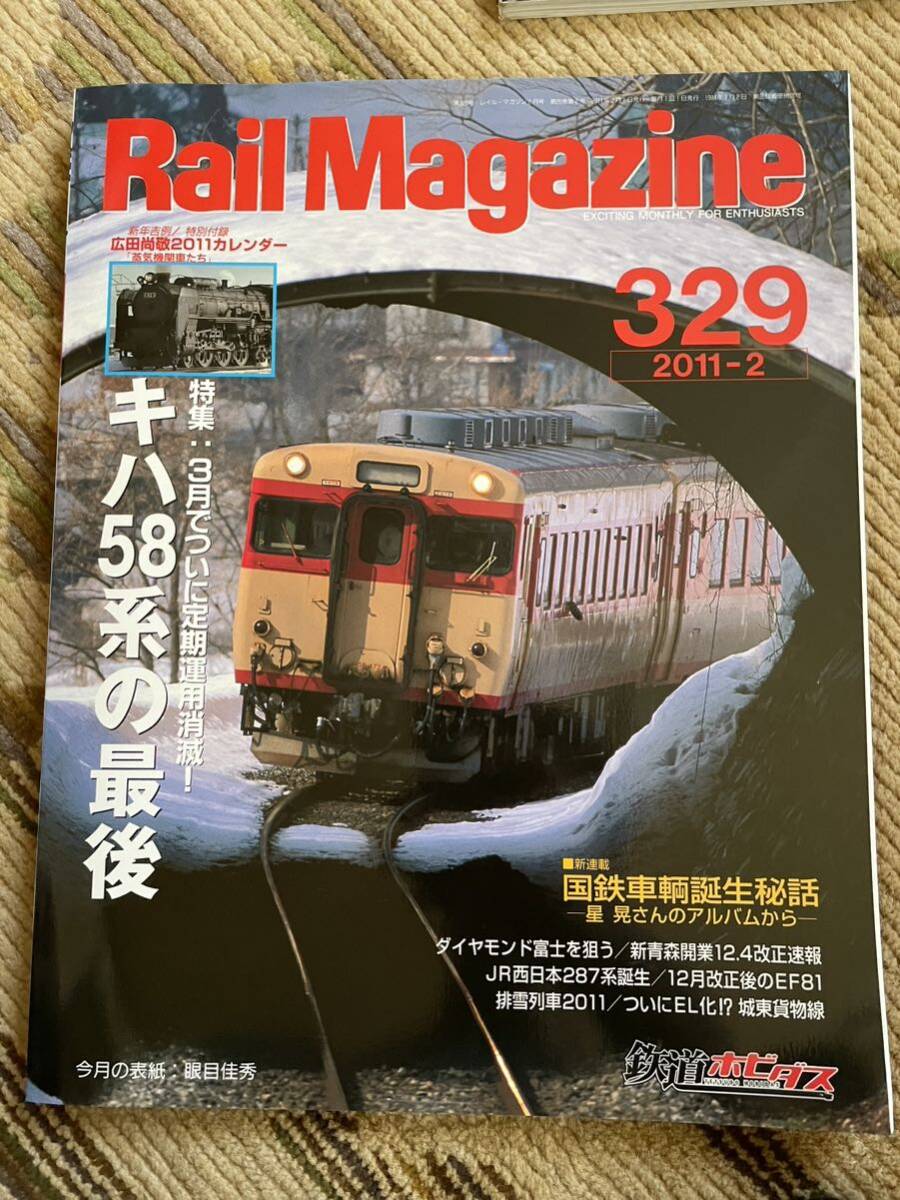 Rail Magazine
EXCITING MONTHLY FOR ENTHUSIASTS
新年吉例！特別付録
広田尚敬2011カレンダー
「蒸気機関車たち」
329
2011-2
特集：3月でついに定期運用消滅！
キハ58系の最後
■新連載
国鉄車輌誕生秘話
─星 晃さんのアルバムから─
ダイヤモンド富士を狙う／新青森開業12.4改正速報
JR西日本287系誕生／12月改正後のEF81
排雪列車2011／ついにEL化!? 城東貨物線
今月の表紙：眼目佳秀
鉄道ホビダス